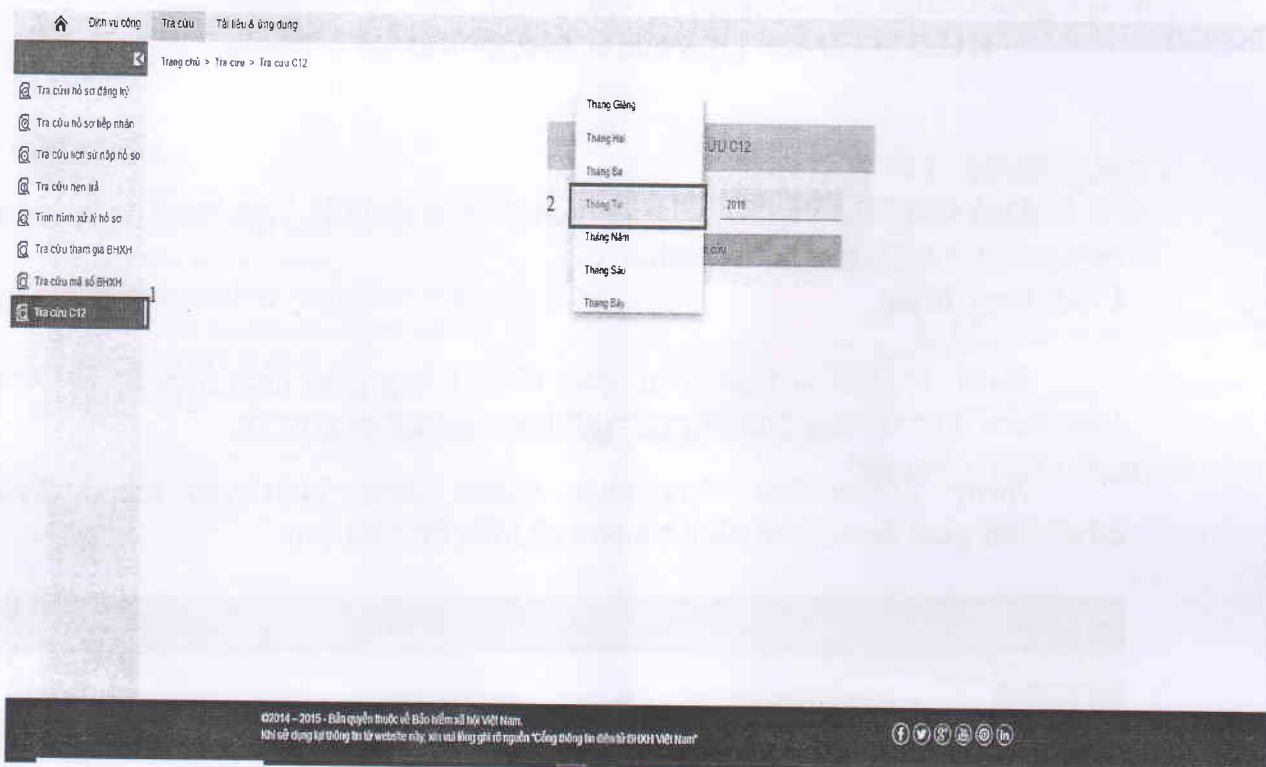 Dịch vụ công Tra cứu Tài liệu & ứng dụng
Trang chủ > Tra cứu > Tra cứu C12
Tra cứu hồ sơ đăng ký
Tra cứu hồ sơ tiếp nhận
Tra cứu lịch sử nộp hồ sơ
Tra cứu hẹn trả
Tình hình xử lý hồ sơ
Tra cứu tham gia BHXH
Tra cứu mã số BHXH
1
Tra cứu C12
Tháng Giêng
Tháng Hai
CỨU C12
Tháng Ba
2 Tháng Tư
Tháng Năm
cứu
Tháng Sáu
Tháng Bảy
©2014 – 2015 - Bản quyền thuộc về Bảo hiểm xã hội Việt Nam.
Khi sử dụng lại thông tin từ website này, xin vui lòng ghi rõ nguồn "Cổng thông tin điện tử BHXH Việt Nam"